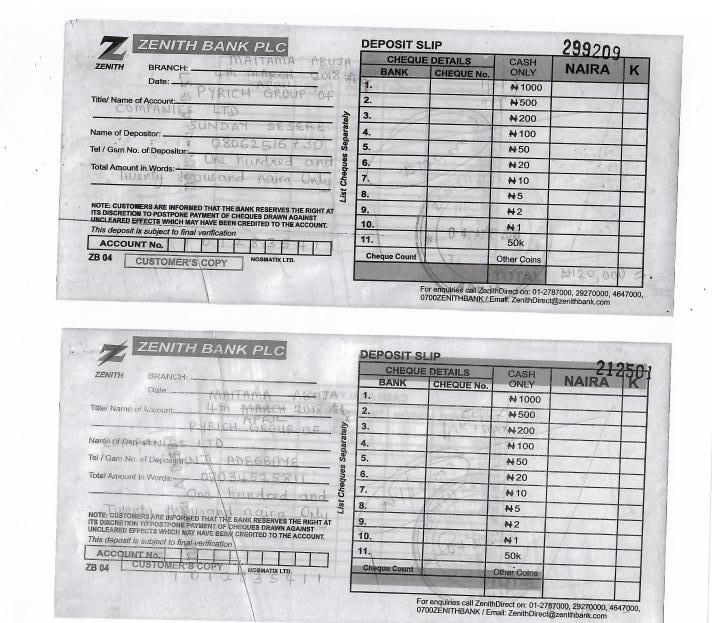 ZENITH BANK PLC
ZENITH
BRANCH: MAITAMA ABUJA
Date: 4th MARCH 2018
Title/ Name of Account: PYRICH GROUP OF
COMPANIES LTD
Name of Depositor: SUNDAY
Tel / Gsm No. of Depositor:
Total Amount in Words: One hundred and
Twenty thousand naira Only
NOTE: CUSTOMERS ARE INFORMED THAT THE BANK RESERVES THE RIGHT AT
ITS DISCRETION TO POSTPONE PAYMENT OF CHEQUES DRAWN AGAINST
UNCLEARED EFFECTS WHICH MAY HAVE BEEN CREDITED TO THE ACCOUNT.
This deposit is subject to final verification
ACCOUNT No.
ZB 04 CUSTOMER'S COPY NOSMATIX LTD.
List Cheques Separately
DEPOSIT SLIP 299209
CHEQUE DETAILS CASH ONLY NAIRA K
BANK CHEQUE No.
1. ₦1000
2. ₦500
3. ₦200
4. ₦100
5. ₦50
6. ₦20
7. ₦10
8. ₦5
9. ₦2
10. ₦1
11. 50k
Cheque Count Other Coins
TOTAL ₦120,000 =
For enquiries call ZenithDirect on: 01-2787000, 29270000, 4647000,
0700ZENITHBANK / Email: ZenithDirect@zenithbank.com
ZENITH BANK PLC
ZENITH
BRANCH:
Date: MAITAMA ABUJA
Title/ Name of Account: 4th MARCH 2018
APRIL
PYRICH GROUP OF
Name of Depositor: LTD
Tel / Gsm No. of Depositor: ADEGBOYE
Total Amount in Words:
One hundred and
Twenty thousand naira Only
NOTE: CUSTOMERS ARE INFORMED THAT THE BANK RESERVES THE RIGHT AT
ITS DISCRETION TO POSTPONE PAYMENT OF CHEQUES DRAWN AGAINST
UNCLEARED EFFECTS WHICH MAY HAVE BEEN CREDITED TO THE ACCOUNT.
This deposit is subject to final verification
ACCOUNT No.
ZB 04 CUSTOMER'S COPY NOSMATIX LTD.
1012835411
List Cheques Separately
DEPOSIT SLIP 212501
CHEQUE DETAILS CASH ONLY NAIRA K
BANK CHEQUE No.
1. ₦1000
2. ₦500
3. ₦200
4. ₦100
5. ₦50
6. ₦20
7. ₦10
8. ₦5
9. ₦2
10. ₦1
11. 50k
Cheque Count Other Coins
For enquiries call ZenithDirect on: 01-2787000, 29270000, 4647000,
0700ZENITHBANK / Email: ZenithDirect@zenithbank.com